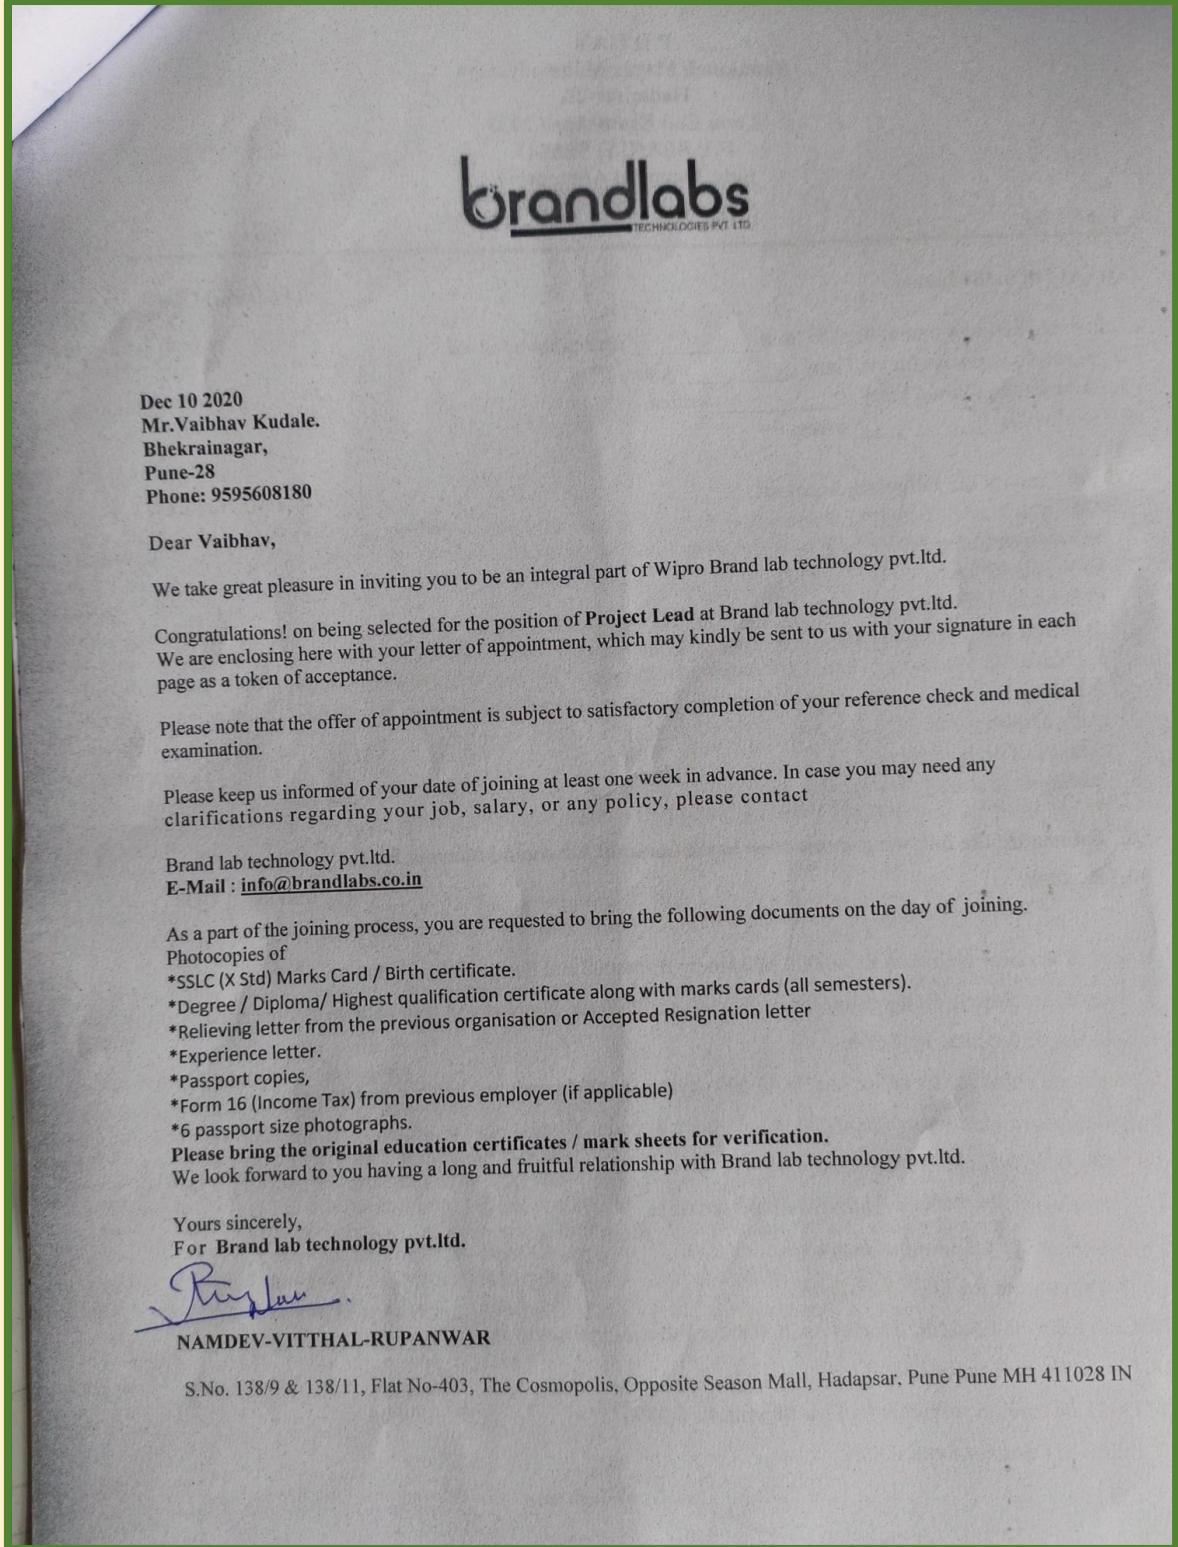 brandlabs
TECHNOLOGIES PVT LTD
Dec 10 2020
Mr.Vaibhav Kudale.
Bhekrainagar,
Pune-28
Phone: 9595608180
Dear Vaibhav,
We take great pleasure in inviting you to be an integral part of Wipro Brand lab technology pvt.ltd.
Congratulations! on being selected for the position of Project Lead at Brand lab technology pvt.ltd.
We are enclosing here with your letter of appointment, which may kindly be sent to us with your signature in each
page as a token of acceptance.
Please note that the offer of appointment is subject to satisfactory completion of your reference check and medical
examination.
Please keep us informed of your date of joining at least one week in advance. In case you may need any
clarifications regarding your job, salary, or any policy, please contact
Brand lab technology pvt.ltd.
E-Mail : info@brandlabs.co.in
As a part of the joining process, you are requested to bring the following documents on the day of joining.
Photocopies of
*SSLC (X Std) Marks Card / Birth certificate.
*Degree / Diploma/ Highest qualification certificate along with marks cards (all semesters).
*Relieving letter from the previous organisation or Accepted Resignation letter
*Experience letter.
*Passport copies,
*Form 16 (Income Tax) from previous employer (if applicable)
*6 passport size photographs.
Please bring the original education certificates / mark sheets for verification.
We look forward to you having a long and fruitful relationship with Brand lab technology pvt.ltd.
Yours sincerely,
For Brand lab technology pvt.ltd.
NAMDEV-VITTHAL-RUPANWAR
S.No. 138/9 & 138/11, Flat No-403, The Cosmopolis, Opposite Season Mall, Hadapsar, Pune Pune MH 411028 IN